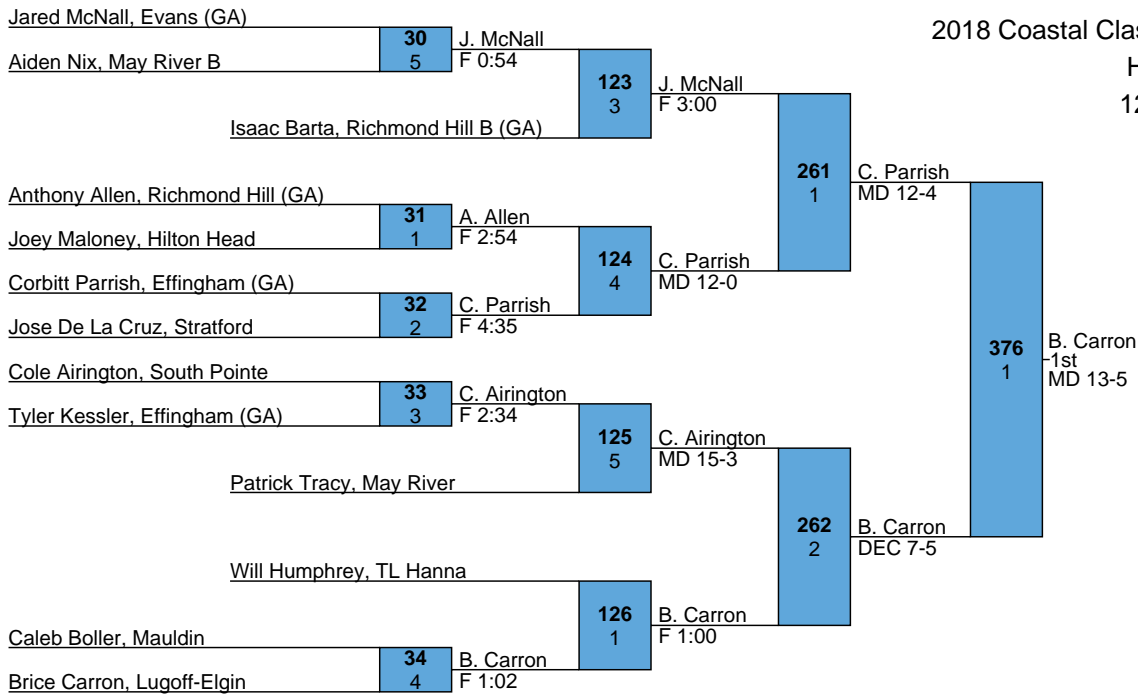 2018 Coastal Clas
H
12
Jared McNall, Evans (GA)
30
5
Aiden Nix, May River B
J. McNall
F 0:54
123
3
Isaac Barta, Richmond Hill B (GA)
J. McNall
F 3:00
Anthony Allen, Richmond Hill (GA)
31
1
Joey Maloney, Hilton Head
A. Allen
F 2:54
124
4
Corbitt Parrish, Effingham (GA)
32
2
Jose De La Cruz, Stratford
C. Parrish
F 4:35
C. Parrish
MD 12-0
261
1
C. Parrish
MD 12-4
Cole Airington, South Pointe
33
3
Tyler Kessler, Effingham (GA)
C. Airington
F 2:34
125
5
Patrick Tracy, May River
C. Airington
MD 15-3
262
2
B. Carron
DEC 7-5
Will Humphrey, TL Hanna
126
1
Caleb Boller, Mauldin
34
4
Brice Carron, Lugoff-Elgin
B. Carron
F 1:02
B. Carron
F 1:00
376
1
B. Carron
1st
MD 13-5